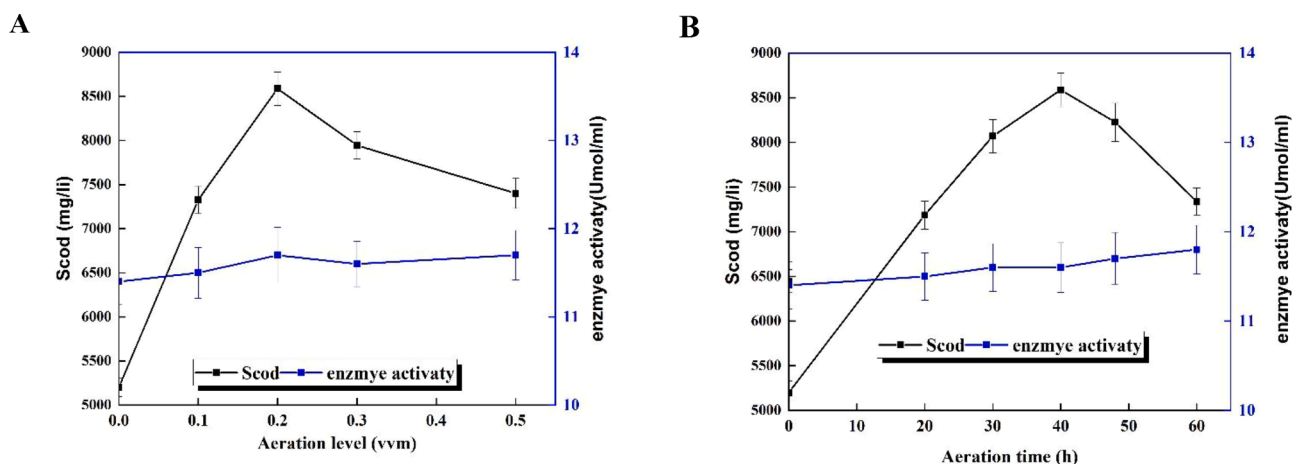 A
9000
8500
8000
7500
7000
6500
6000
5500
5000
Scod (mg/li)
14
13
12
11
10
enzmye activaty(Umol/ml)
Scod enzmye activaty
0.0 0.1 0.2 0.3 0.4 0.5
Aeration level (vvm)
B
9000
8500
8000
7500
7000
6500
6000
5500
5000
Scod (mg/li)
14
13
12
11
10
enzmye activaty(Umol/ml)
Scod enzmye activaty
0 10 20 30 40 50 60
Aeration time (h)